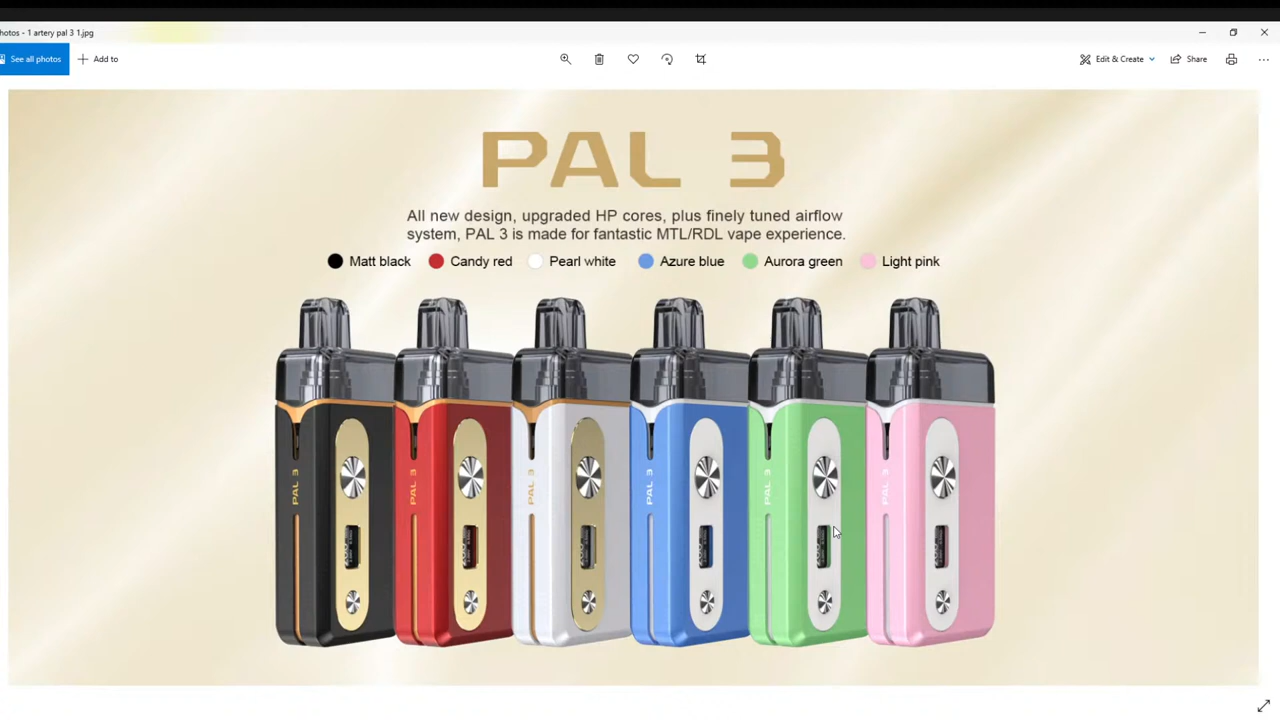 hotos - 1 artery pal 3 1.jpg
See all photos
Add to
Edit & Create
Share
PAL 3
All new design, upgraded HP cores, plus finely tuned airflow
system, PAL 3 is made for fantastic MTL/RDL vape experience.
Matt black
Candy red
Pearl white
Azure blue
Aurora green
Light pink
PAL 3
PAL 3
PAL 3
PAL 3
PAL 3
PAL 3